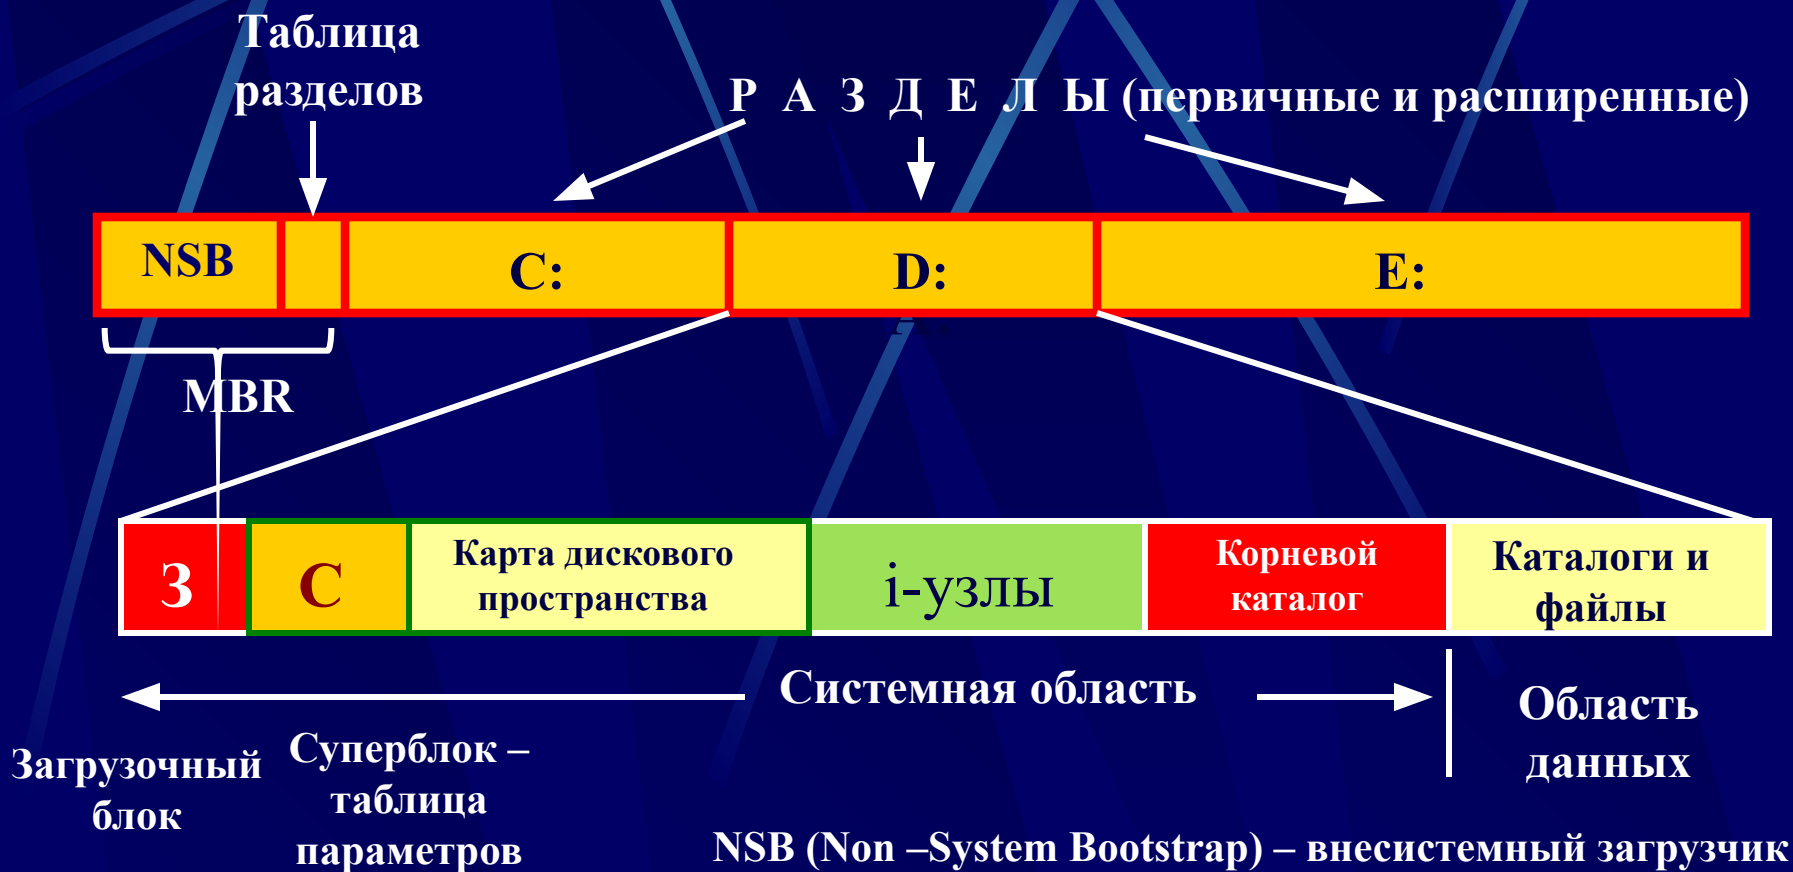 Таблица
разделов
Р А З Д Е Л Ы (первичные и расширенные)
NSB
C:
D:
E:
MBR
З
С
Карта дискового
пространства
i-узлы
Корневой
каталог
Каталоги и
файлы
Системная область
Область
данных
Загрузочный
блок
Суперблок –
таблица
параметров
NSB (Non –System Bootstrap) – внесистемный загрузчик